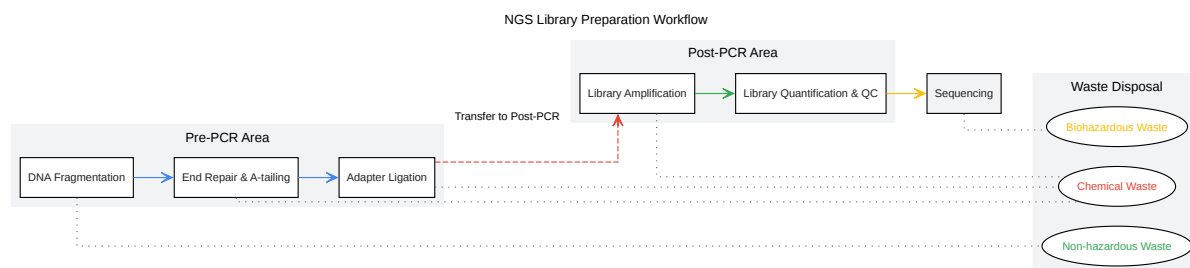 NGS Library Preparation Workflow
Post-PCR Area
Library Amplification
Library Quantification & QC
Sequencing
Waste Disposal
Biohazardous Waste
Chemical Waste
Non-hazardous Waste
Transfer to Post-PCR
Pre-PCR Area
DNA Fragmentation
End Repair & A-tailing
Adapter Ligation